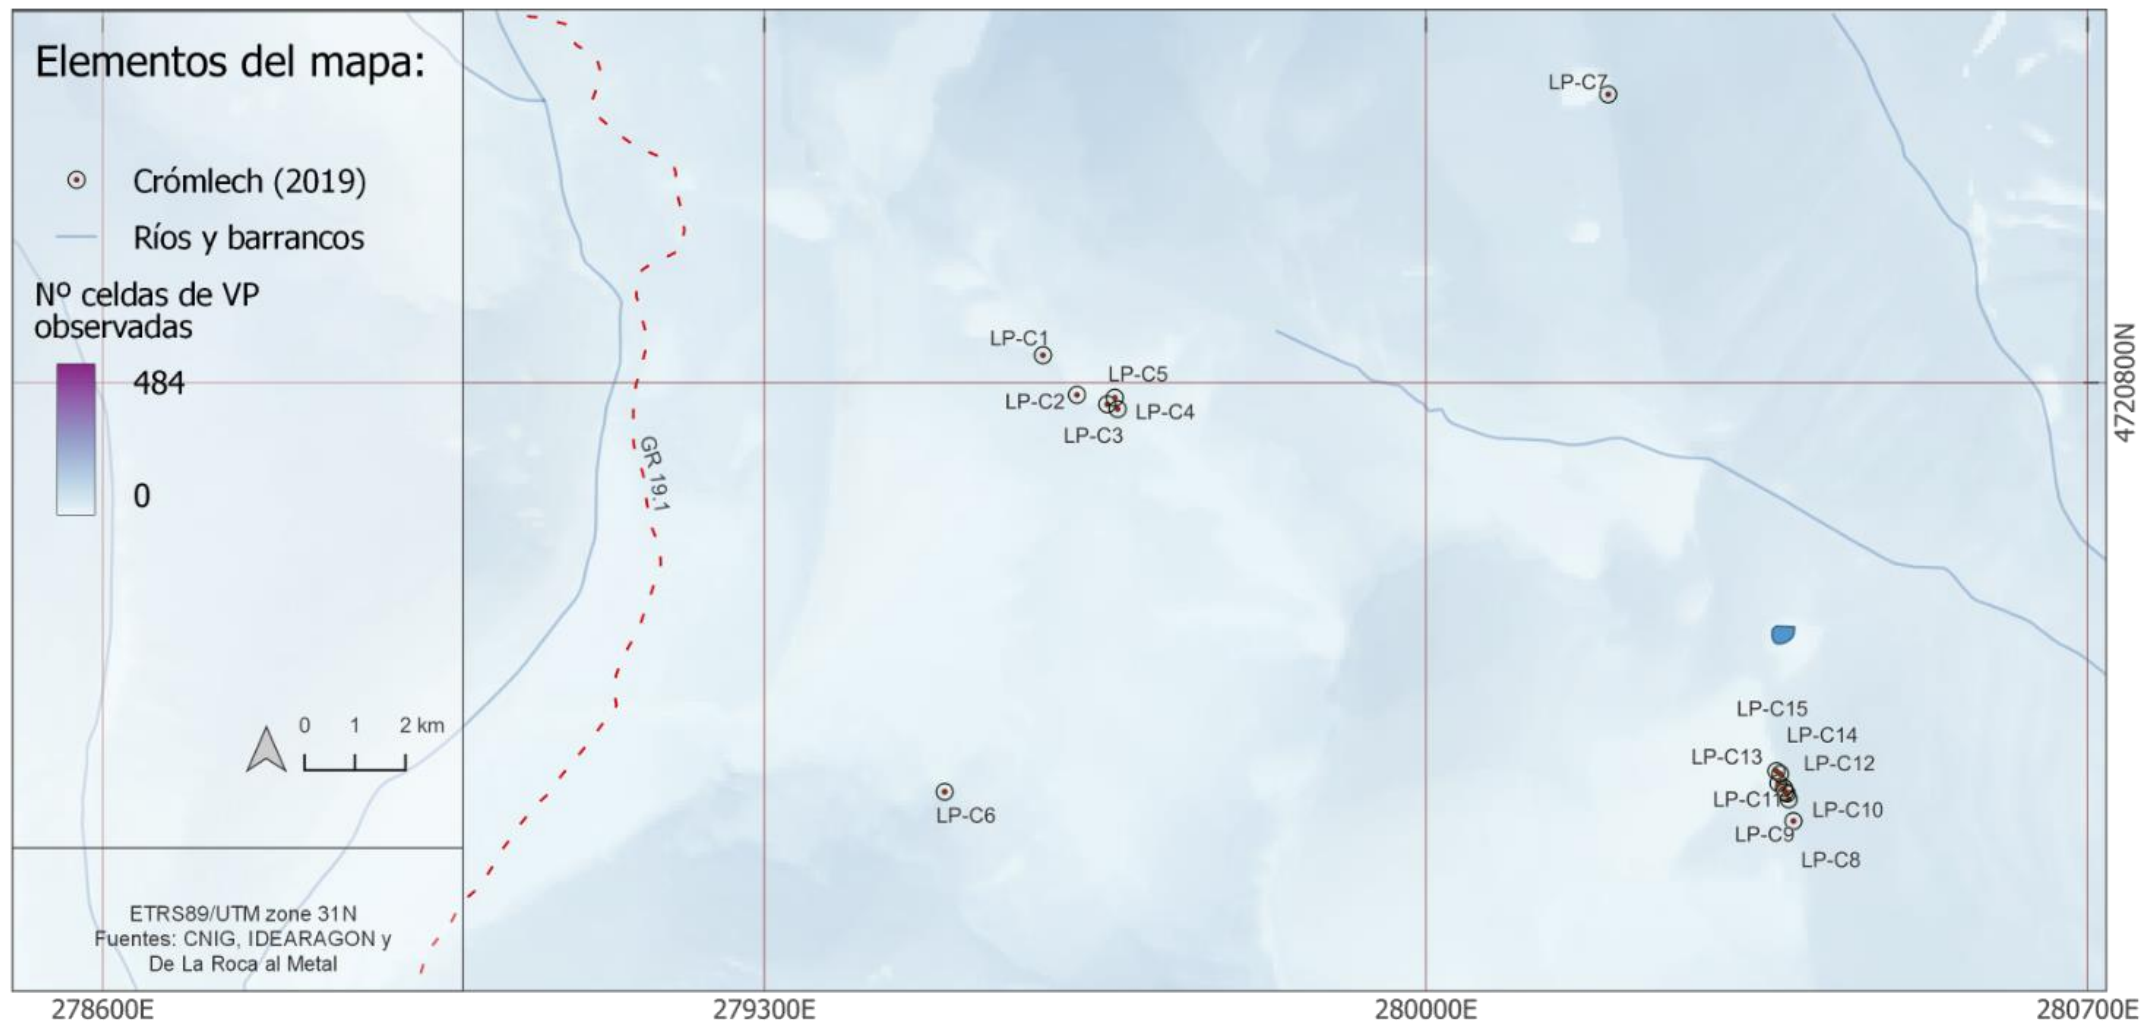 Elementos del mapa:
Crómlech (2019)
Ríos y barrancos
Nº celdas de VP
observadas
484
0
0 1 2 km
ETRS89/UTM zone 31N
Fuentes: CNIG, IDEARAGON y
De La Roca al Metal
GR 19.1
LP-C7
LP-C1
LP-C5
LP-C2
LP-C4
LP-C3
LP-C6
LP-C15
LP-C14
LP-C13
LP-C12
LP-C11
LP-C10
LP-C9
LP-C8
4720800N
278600E
279300E
280000E
280700E